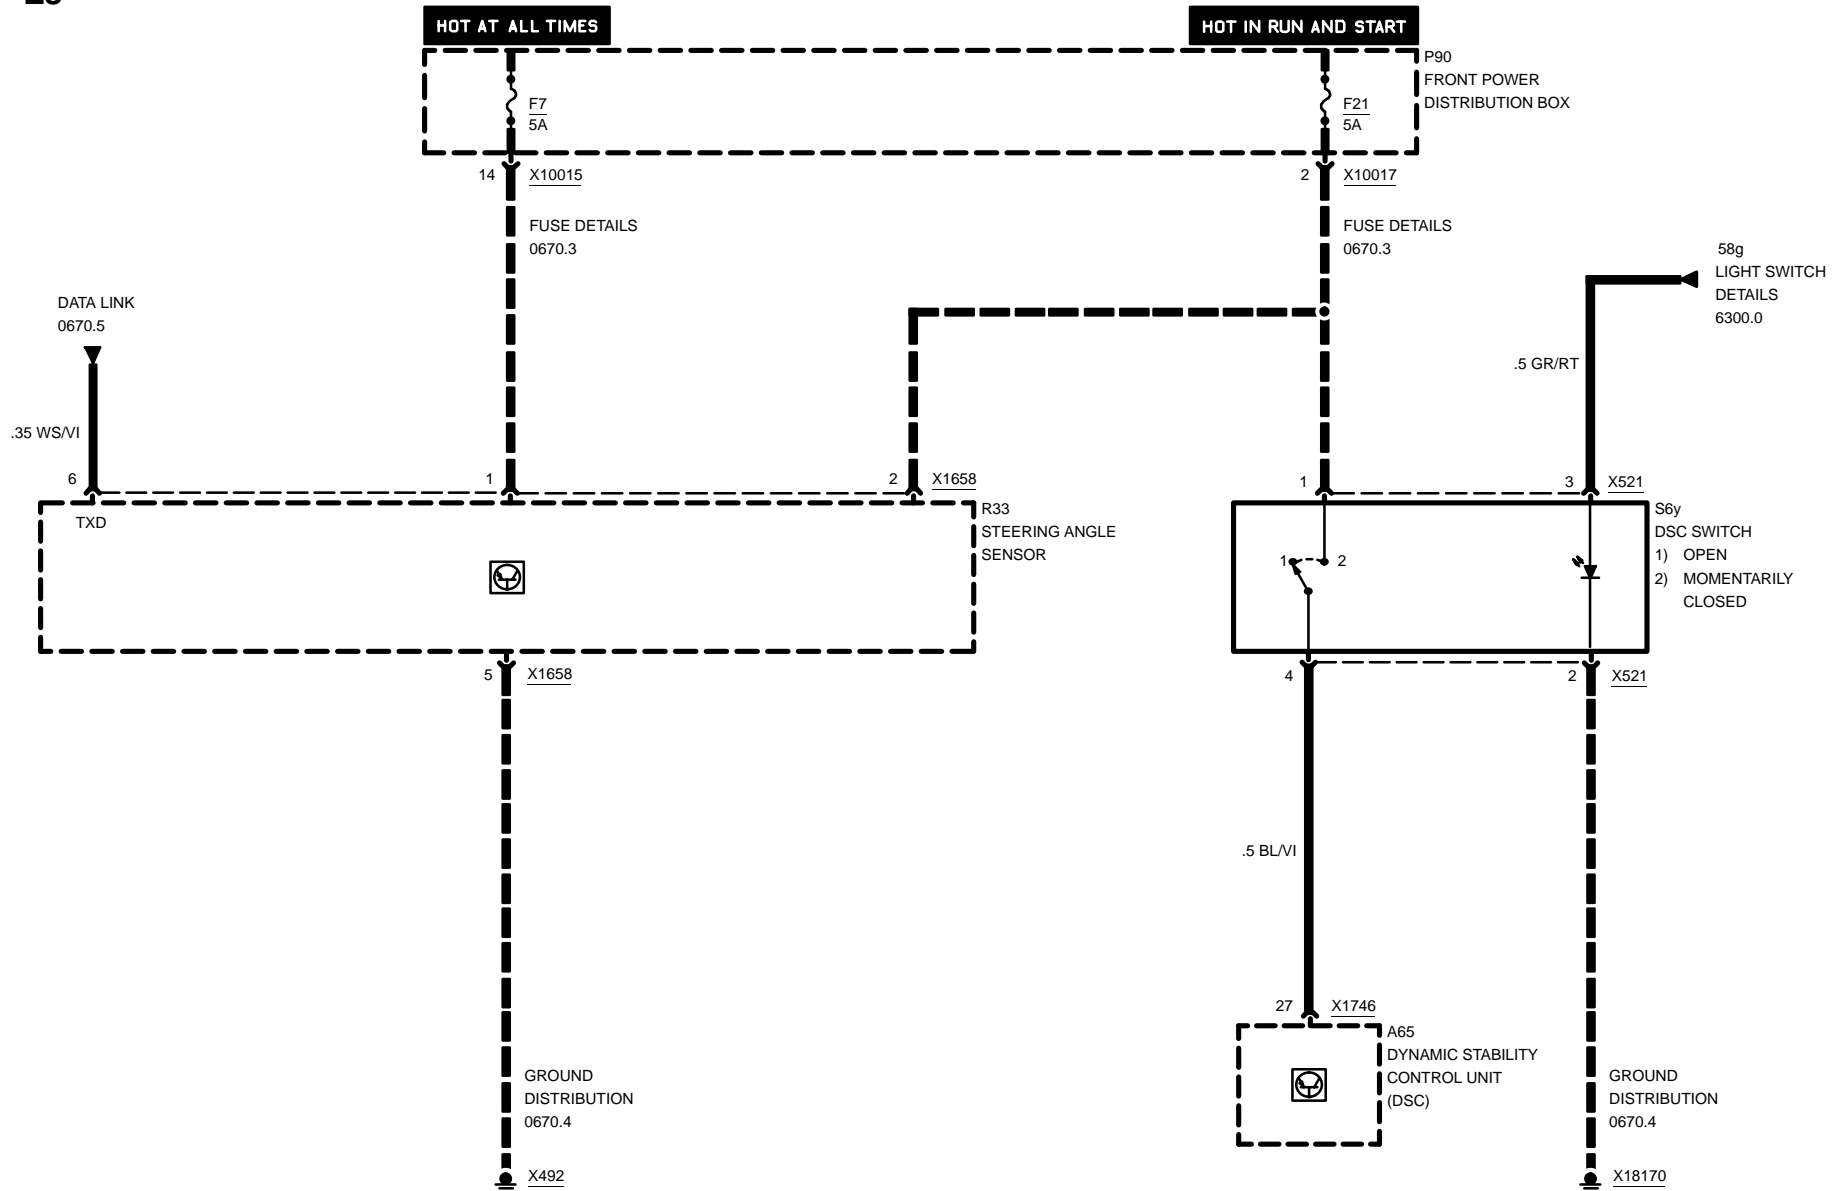 HOT AT ALL TIMES
HOT IN RUN AND START
P90
FRONT POWER
DISTRIBUTION BOX
F7
5A
F21
5A
14 X10015
2 X10017
FUSE DETAILS
0670.3
FUSE DETAILS
0670.3
58g
LIGHT SWITCH
DETAILS
6300.0
DATA LINK
0670.5
.5 GR/RT
.35 WS/VI
6
1
2 X1658
1
3 X521
TXD
R33
STEERING ANGLE
SENSOR
S6y
DSC SWITCH
1) OPEN
2) MOMENTARILY
CLOSED
1
2
5 X1658
4
2 X521
.5 BL/VI
27 X1746
A65
DYNAMIC STABILITY
CONTROL UNIT
(DSC)
GROUND
DISTRIBUTION
0670.4
GROUND
DISTRIBUTION
0670.4
X492
X18170